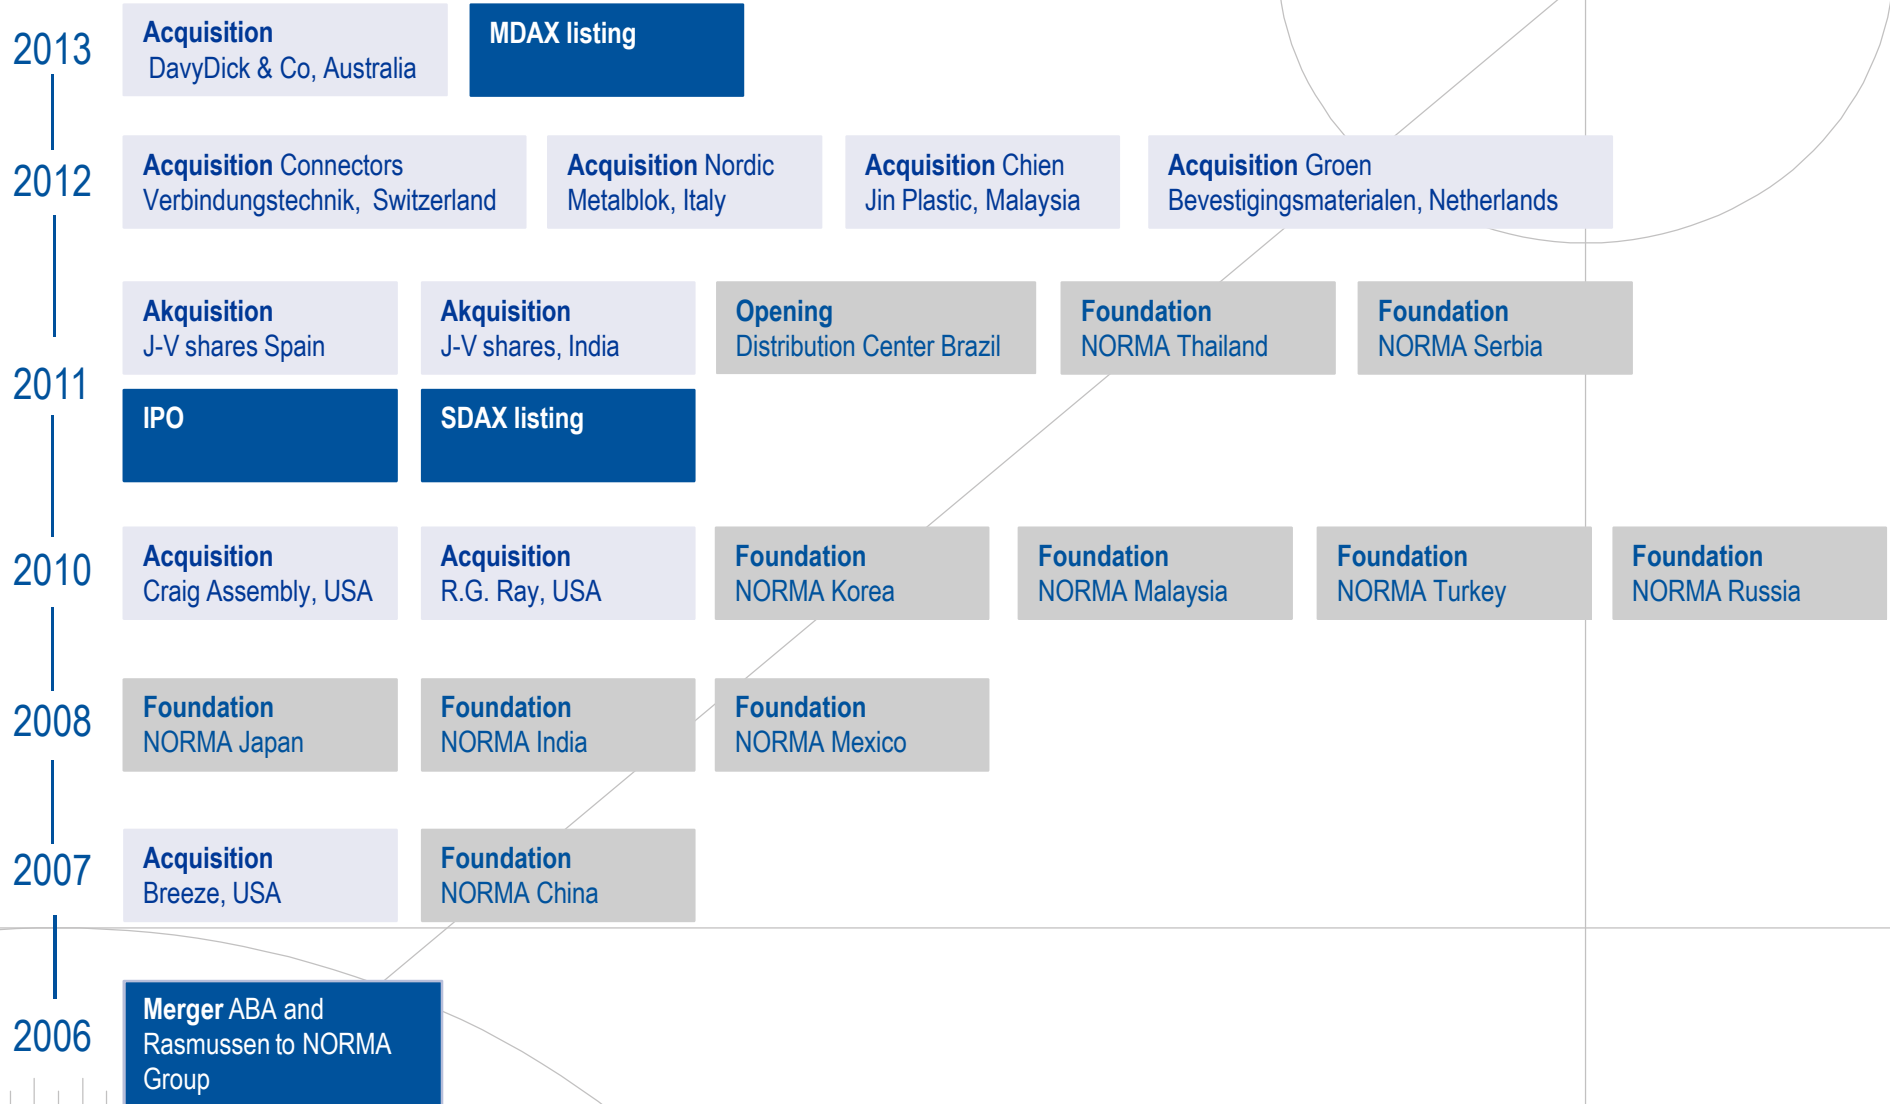 2013
Acquisition
DavyDick & Co, Australia
MDAX listing
2012
Acquisition Connectors
Verbindungstechnik, Switzerland
Acquisition Nordic
Metalblok, Italy
Acquisition Chien
Jin Plastic, Malaysia
Acquisition Groen
Bevestigingsmaterialen, Netherlands
2011
Akquisition
J-V shares Spain
Akquisition
J-V shares, India
Opening
Distribution Center Brazil
Foundation
NORMA Thailand
Foundation
NORMA Serbia
IPO
SDAX listing
2010
Acquisition
Craig Assembly, USA
Acquisition
R.G. Ray, USA
Foundation
NORMA Korea
Foundation
NORMA Malaysia
Foundation
NORMA Turkey
Foundation
NORMA Russia
2008
Foundation
NORMA Japan
Foundation
NORMA India
Foundation
NORMA Mexico
2007
Acquisition
Breeze, USA
Foundation
NORMA China
2006
Merger ABA and
Rasmussen to NORMA
Group